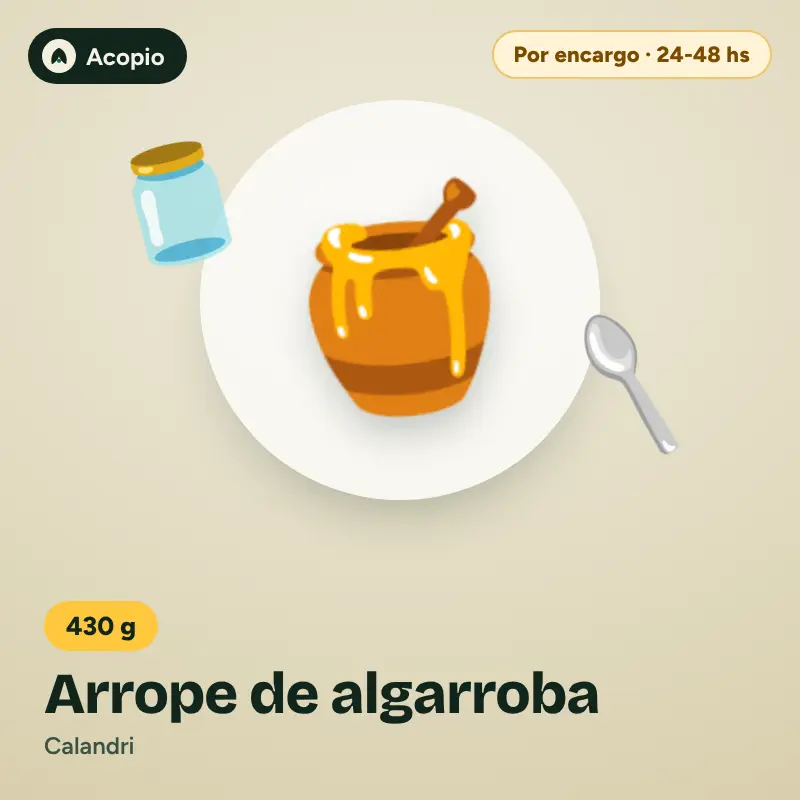 Acopio
Por encargo · 24-48 hs
430 g
Arrope de algarroba
Calandri